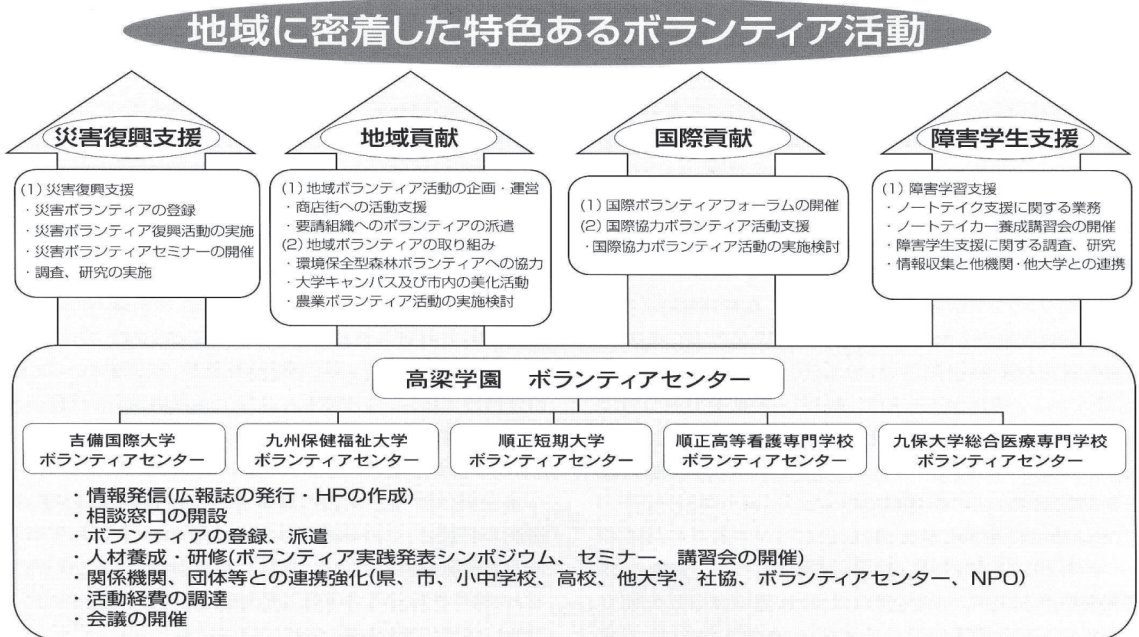 地域に密着した特色あるボランティア活動
災害復興支援
(1) 災害復興支援
・災害ボランティアの登録
・災害ボランティア復興活動の実施
・災害ボランティアセミナーの開催
・調査、研究の実施
地域貢献
(1) 地域ボランティア活動の企画・運営
・商店街への活動支援
・要請組織へのボランティアの派遣
(2) 地域ボランティアの取り組み
・環境保全型森林ボランティアへの協力
・大学キャンパス及び市内の美化活動
・農業ボランティア活動の実施検討
国際貢献
(1) 国際ボランティアフォーラムの開催
(2) 国際協力ボランティア活動支援
・国際協力ボランティア活動の実施検討
障害学生支援
(1) 障害学習支援
・ノートテイク支援に関する業務
・ノートテイカー養成講習会の開催
・障害学生支援に関する調査、研究
・情報収集と他機関・他大学との連携
高梁学園 ボランティアセンター
吉備国際大学
ボランティアセンター
九州保健福祉大学
ボランティアセンター
順正短期大学
ボランティアセンター
順正高等看護専門学校
ボランティアセンター
九保大学総合医療専門学校
ボランティアセンター
・情報発信(広報誌の発行・HPの作成)
・相談窓口の開設
・ボランティアの登録、派遣
・人材養成・研修(ボランティア実践発表シンポジウム、セミナー、講習会の開催)
・関係機関、団体等との連携強化(県、市、小中学校、高校、他大学、社協、ボランティアセンター、NPO)
・活動経費の調達
・会議の開催